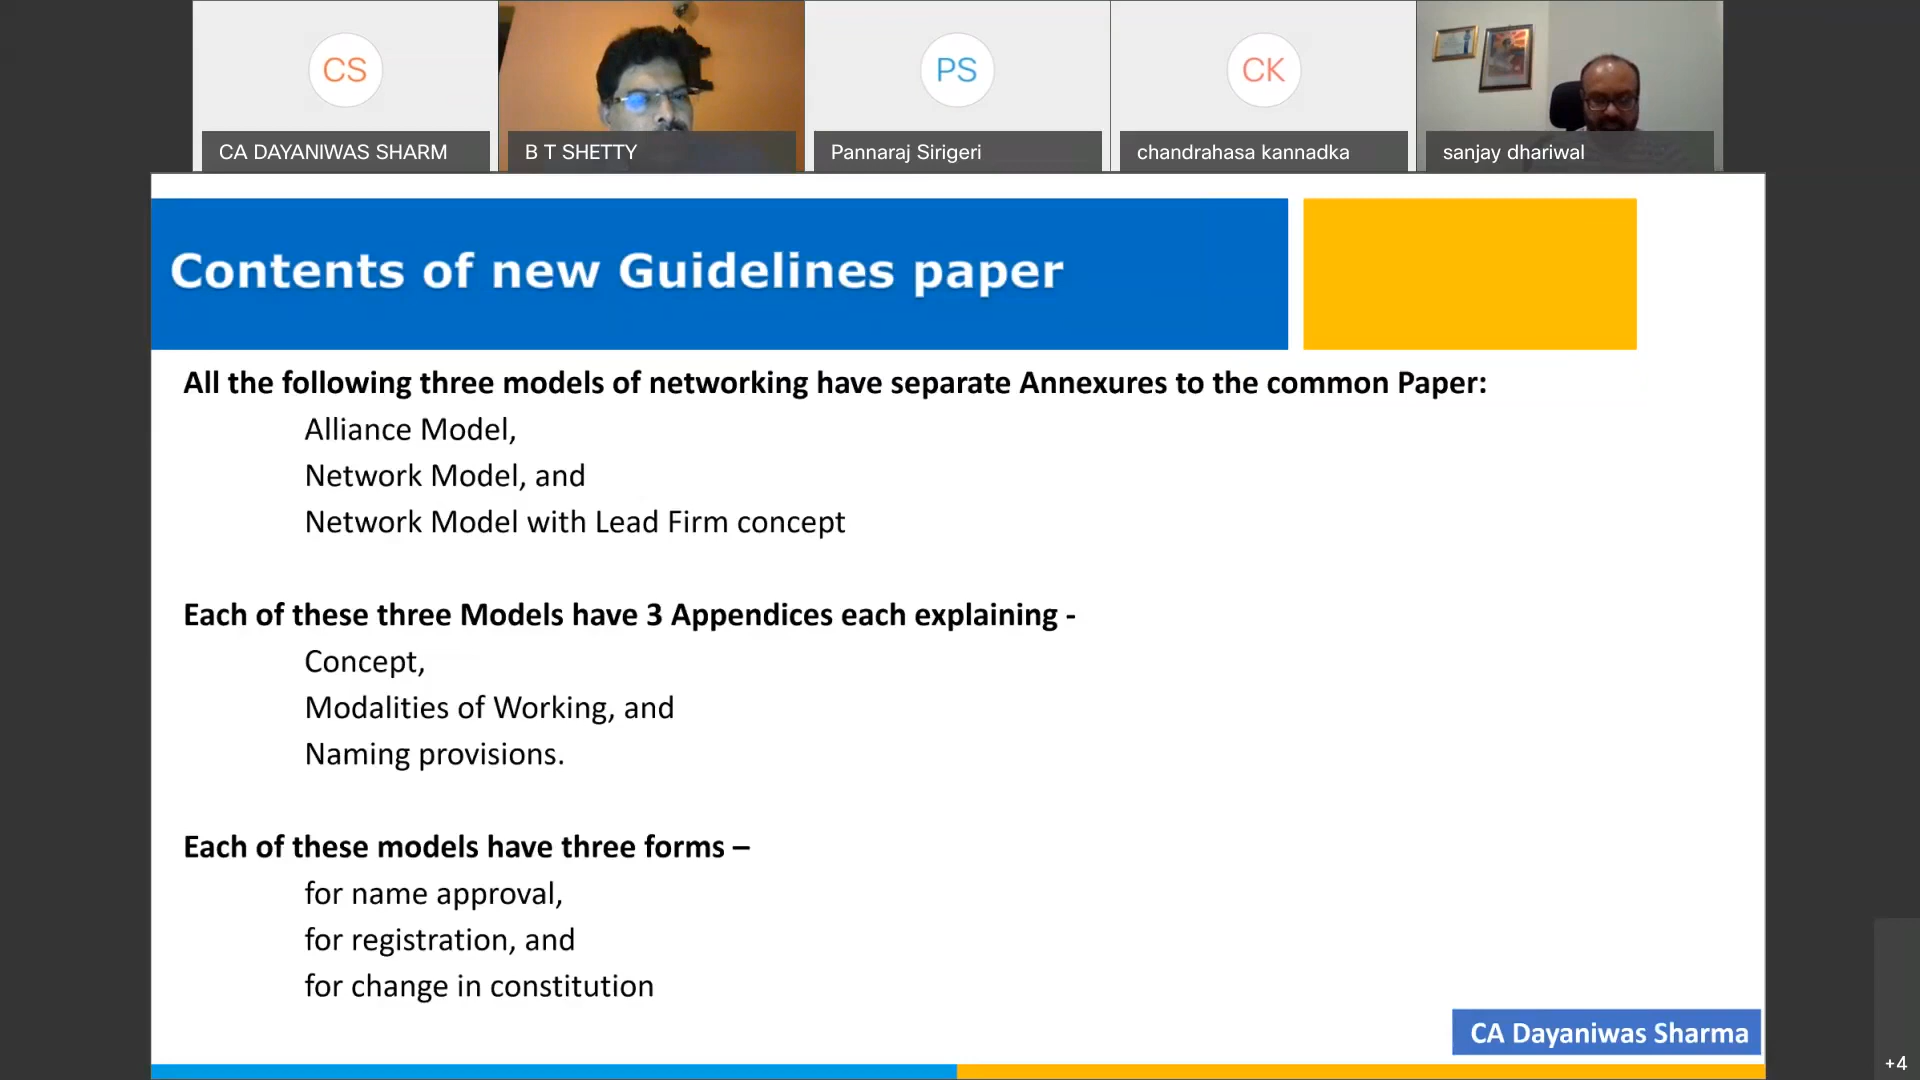 CS
PS
CK
CA DAYANIWAS SHARM
B T SHETTY
Pannaraj Sirigeri
chandrahasa kannadka
sanjay dhariwal
Contents of new Guidelines paper
All the following three models of networking have separate Annexures to the common Paper:
Alliance Model,
Network Model, and
Network Model with Lead Firm concept
Each of these three Models have 3 Appendices each explaining -
Concept,
Modalities of Working, and
Naming provisions.
Each of these models have three forms –
for name approval,
for registration, and
for change in constitution
CA Dayaniwas Sharma
+4